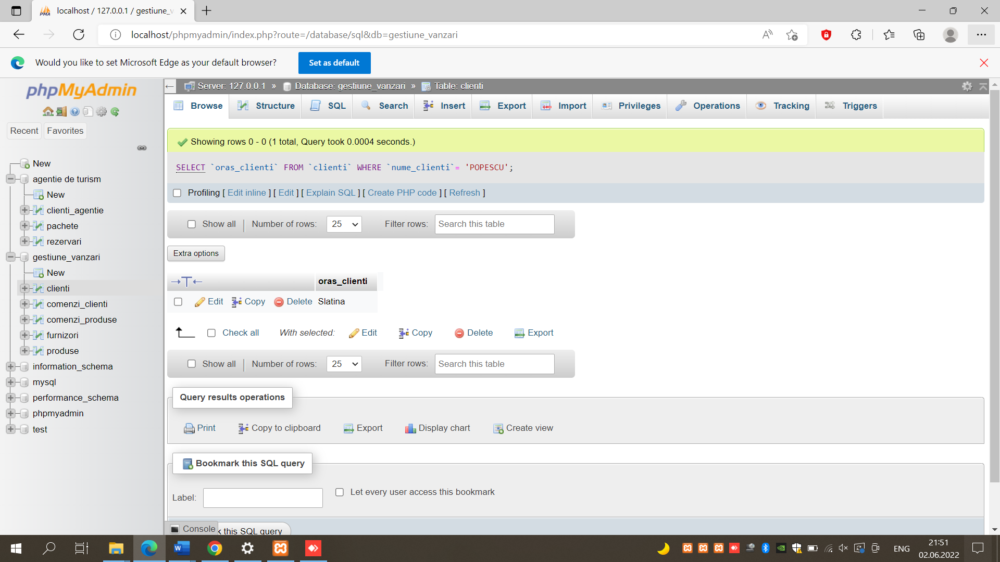 localhost / 127.0.0.1 / gestiune_v
localhost/phpmyadmin/index.php?route=/database/sql&db=gestiune_vanzari
Would you like to set Microsoft Edge as your default browser?
Set as default
phpMyAdmin
Recent
Favorites
New
agentie de turism
New
clienti_agentie
pachete
rezervari
gestiune_vanzari
New
clienti
comenzi_clienti
comenzi_produse
furnizori
produse
information_schema
mysql
performance_schema
phpmyadmin
test
Server: 127.0.0.1 » Database: gestiune_vanzari » Table: clienti
Browse Structure SQL Search Insert Export Import Privileges Operations Tracking Triggers
Showing rows 0 - 0 (1 total, Query took 0.0004 seconds.)
SELECT `oras_clienti` FROM `clienti` WHERE `nume_clienti`= 'POPESCU';
Profiling [ Edit inline ] [ Edit ] [ Explain SQL ] [ Create PHP code ] [ Refresh ]
Show all | Number of rows: 25 Filter rows: Search this table
Extra options
oras_clienti
Edit Copy Delete Slatina
Check all With selected: Edit Copy Delete Export
Show all | Number of rows: 25 Filter rows: Search this table
Query results operations
Print Copy to clipboard Export Display chart Create view
Bookmark this SQL query
Label:
Let every user access this bookmark
Console
k this SQL query
ENG
21:51
02.06.2022